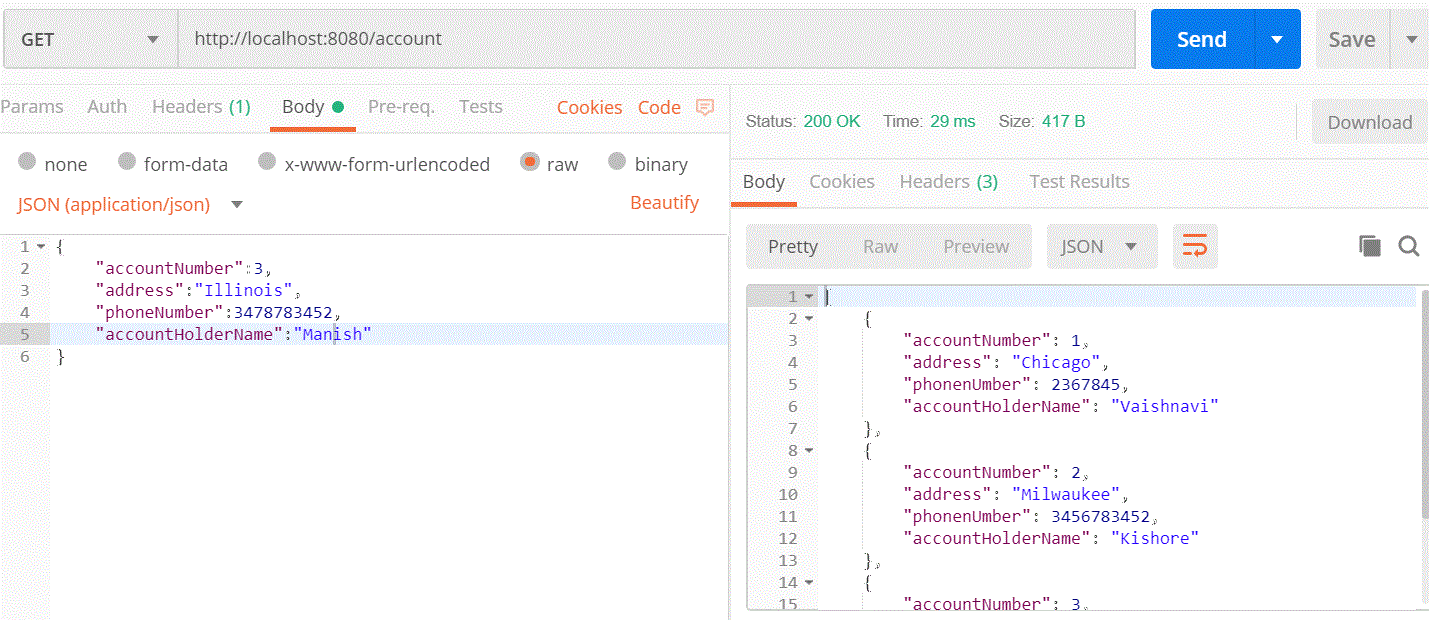 GET http://localhost:8080/account Send Save
Params Auth Headers (1) Body Pre-req. Tests Cookies Code
none form-data x-www-form-urlencoded raw binary
JSON (application/json) Beautify
1 {
2 "accountNumber":3,
3 "address":"Illinois",
4 "phoneNumber":3478783452,
5 "accountHolderName":"Manish"
6 }
Status: 200 OK Time: 29 ms Size: 417 B Download
Body Cookies Headers (3) Test Results
Pretty Raw Preview JSON
1 [
2 {
3 "accountNumber": 1,
4 "address": "Chicago",
5 "phonenUmber": 2367845,
6 "accountHolderName": "Vaishnavi"
7 },
8 {
9 "accountNumber": 2,
10 "address": "Milwaukee",
11 "phonenUmber": 3456783452,
12 "accountHolderName": "Kishore"
13 },
14 {
15 "accountNumber": 3,